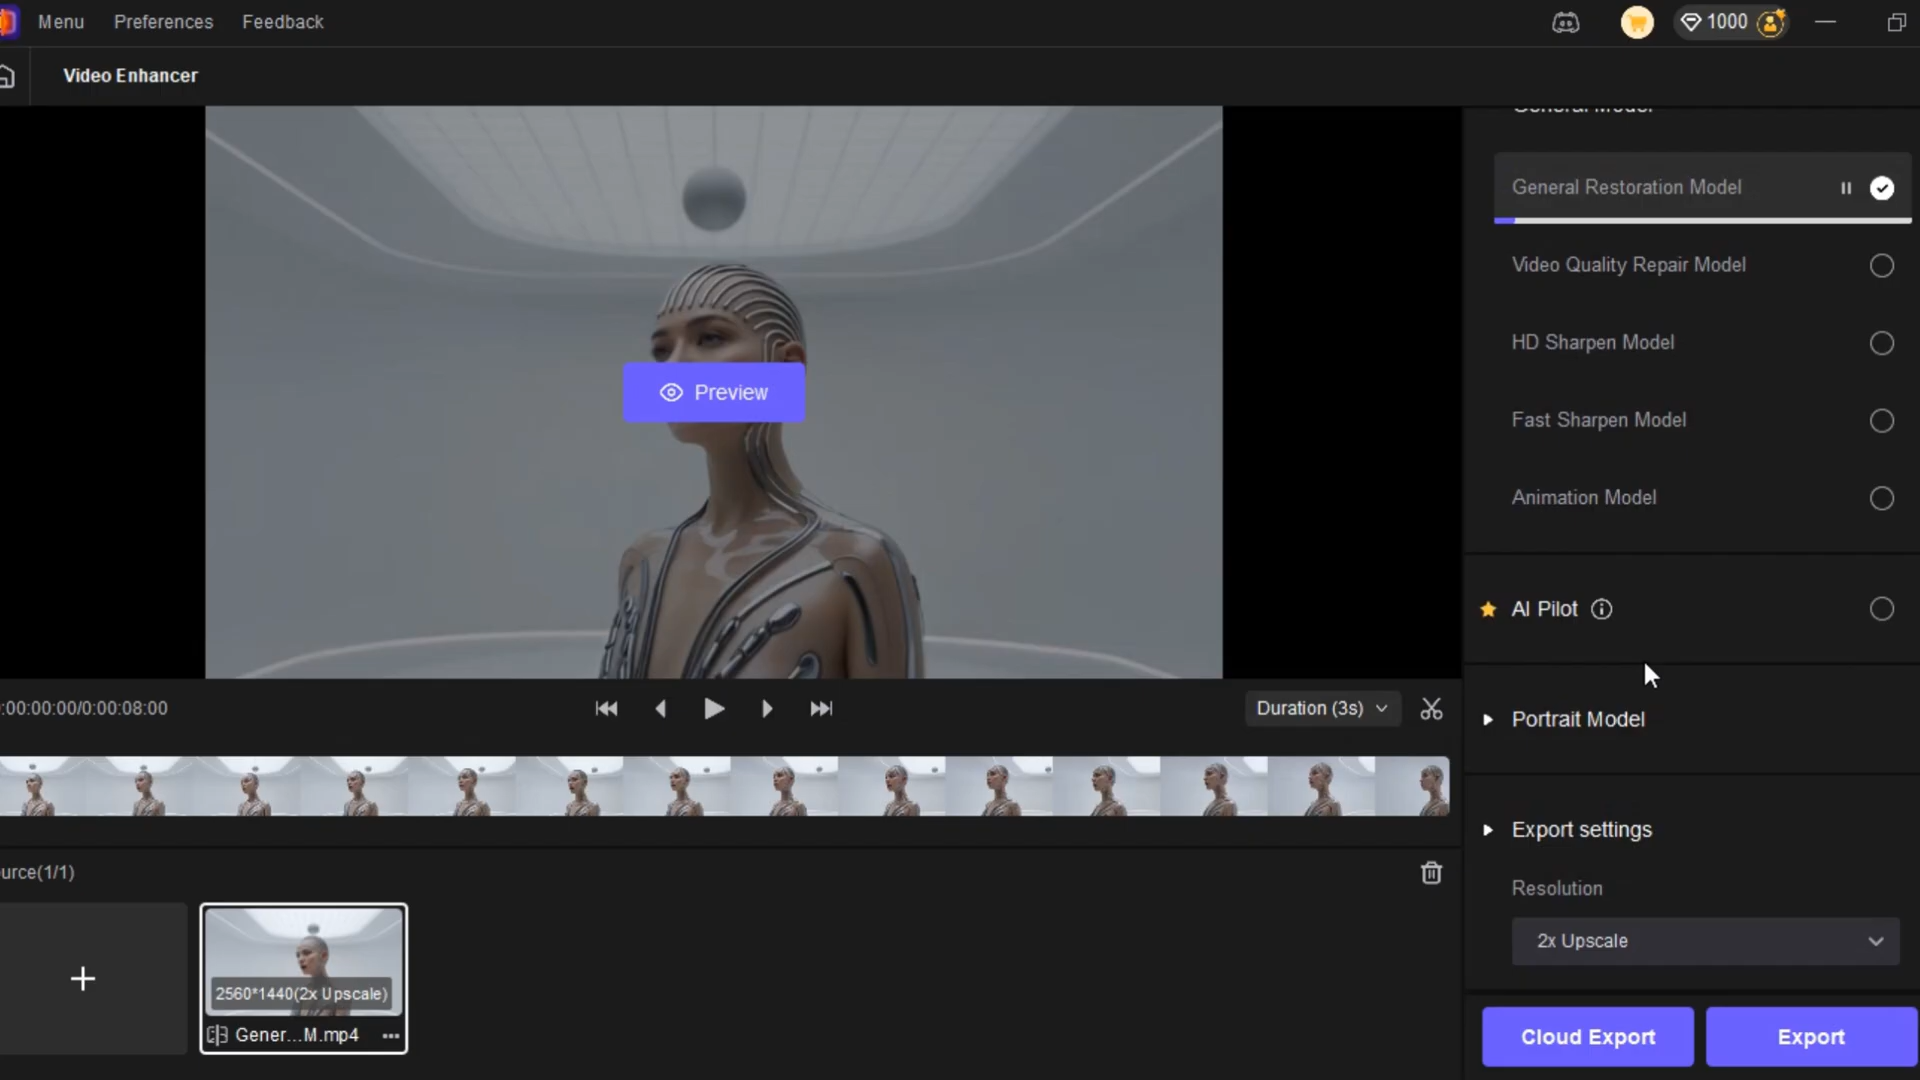 Menu Preferences Feedback
1000
Video Enhancer
General Model
General Restoration Model
Video Quality Repair Model
HD Sharpen Model
Fast Sharpen Model
Animation Model
Preview
AI Pilot
:00:00:00/0:00:08:00
Duration (3s)
Portrait Model
Export settings
Resolution
2x Upscale
urce(1/1)
2560*1440(2x Upscale)
Gener...M.mp4
Cloud Export
Export